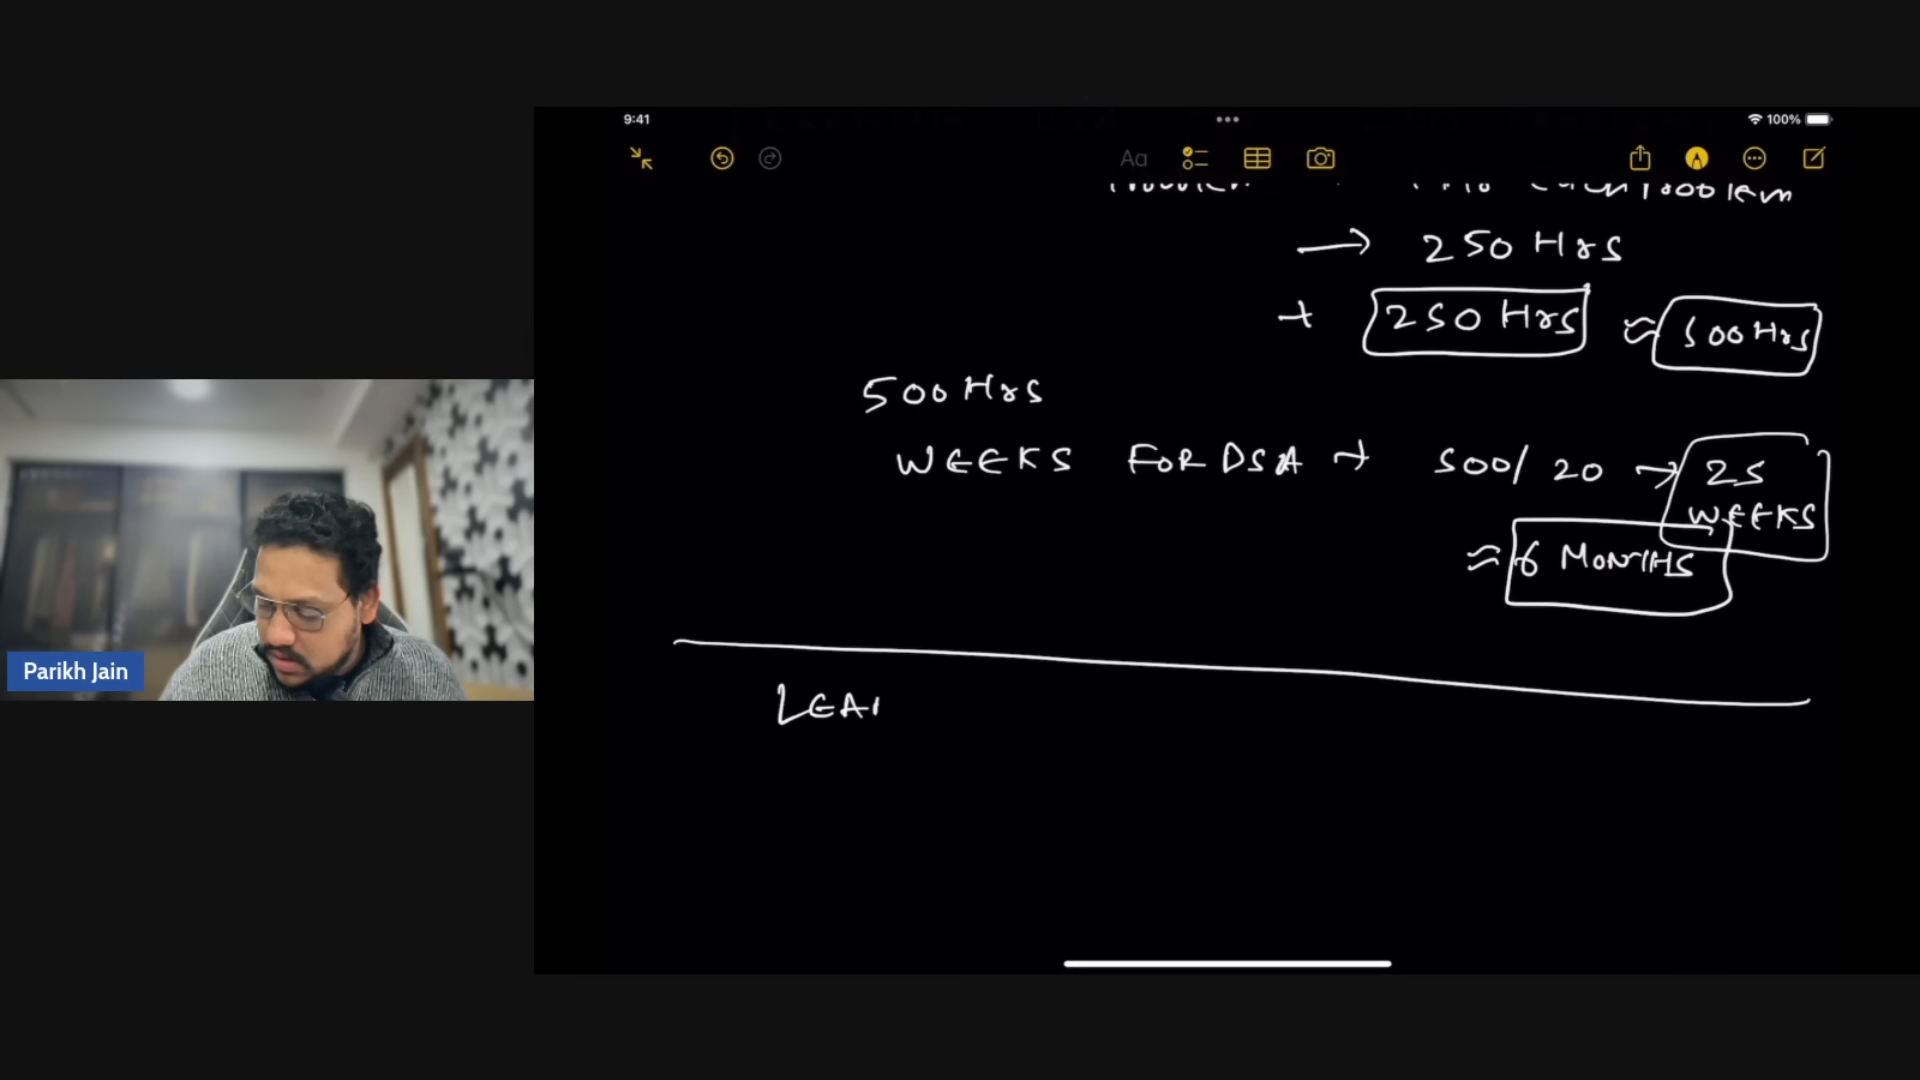 9:41
100%
Aa
→ 250 Hrs
+ 250 Hrs ≈ 500 Hrs
500 Hrs
WEEKS FOR DSA → 500/ 20 → 25
WEEKS
≈ 6 MONTHS
Parikh Jain
LEA